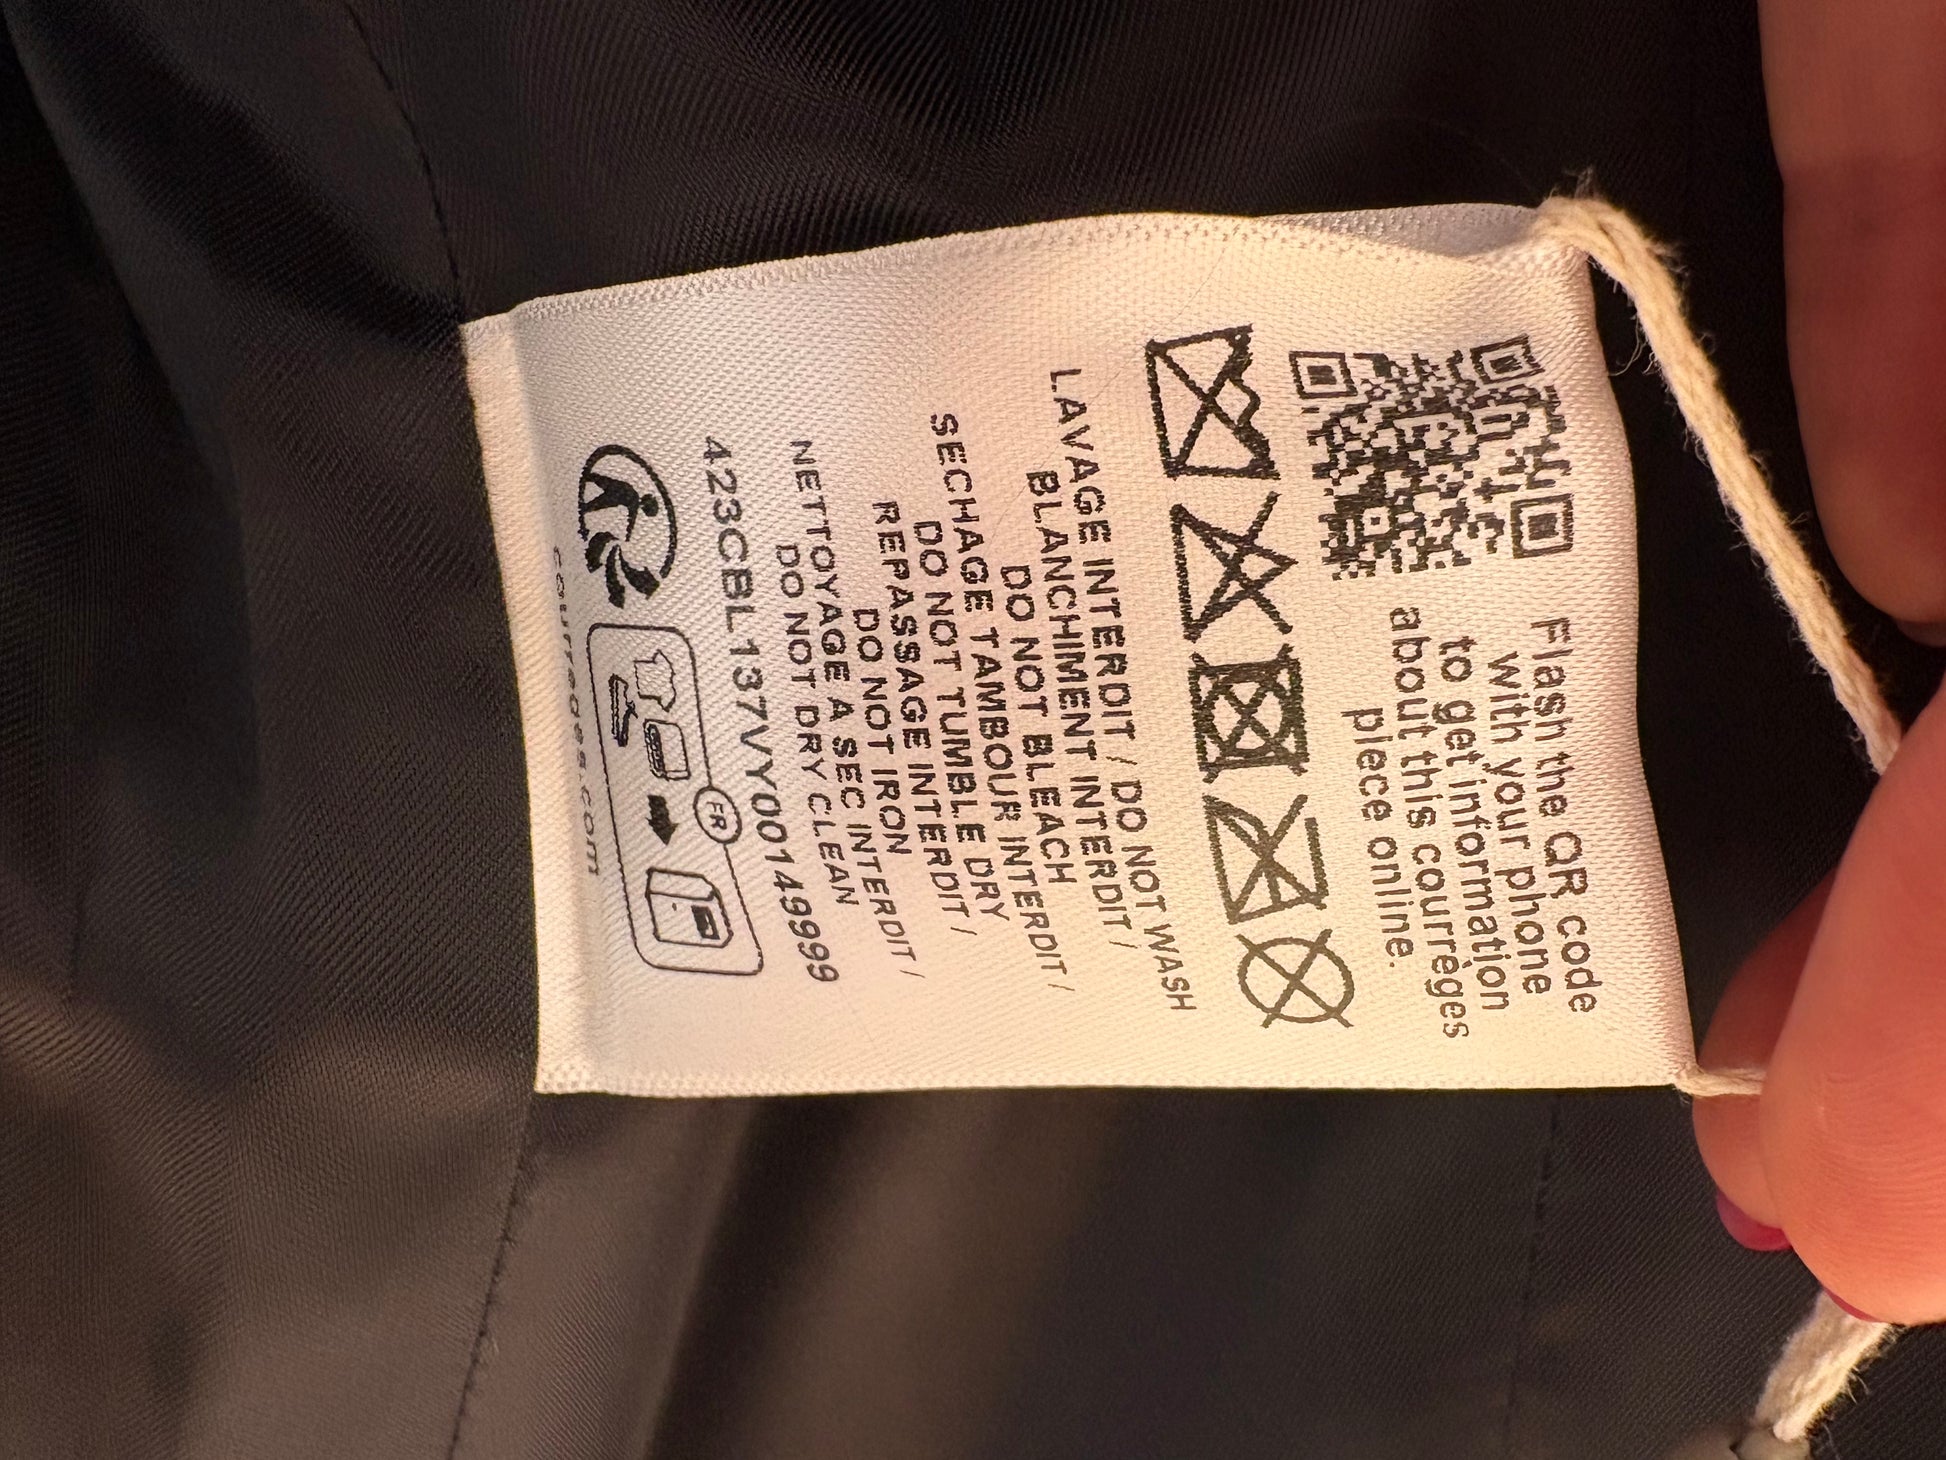 Flash the QR code
with your phone
to get information
about this courrèges
piece online.
LAVAGE INTERDIT / DO NOT WASH
BLANCHIMENT INTERDIT /
DO NOT BLEACH
SECHAGE TAMBOUR INTERDIT /
DO NOT TUMBLE DRY
REPASSAGE INTERDIT /
DO NOT IRON
NETTOYAGE A SEC INTERDIT /
DO NOT DRY CLEAN
423CBL137VY00149999
FR
courreges.com